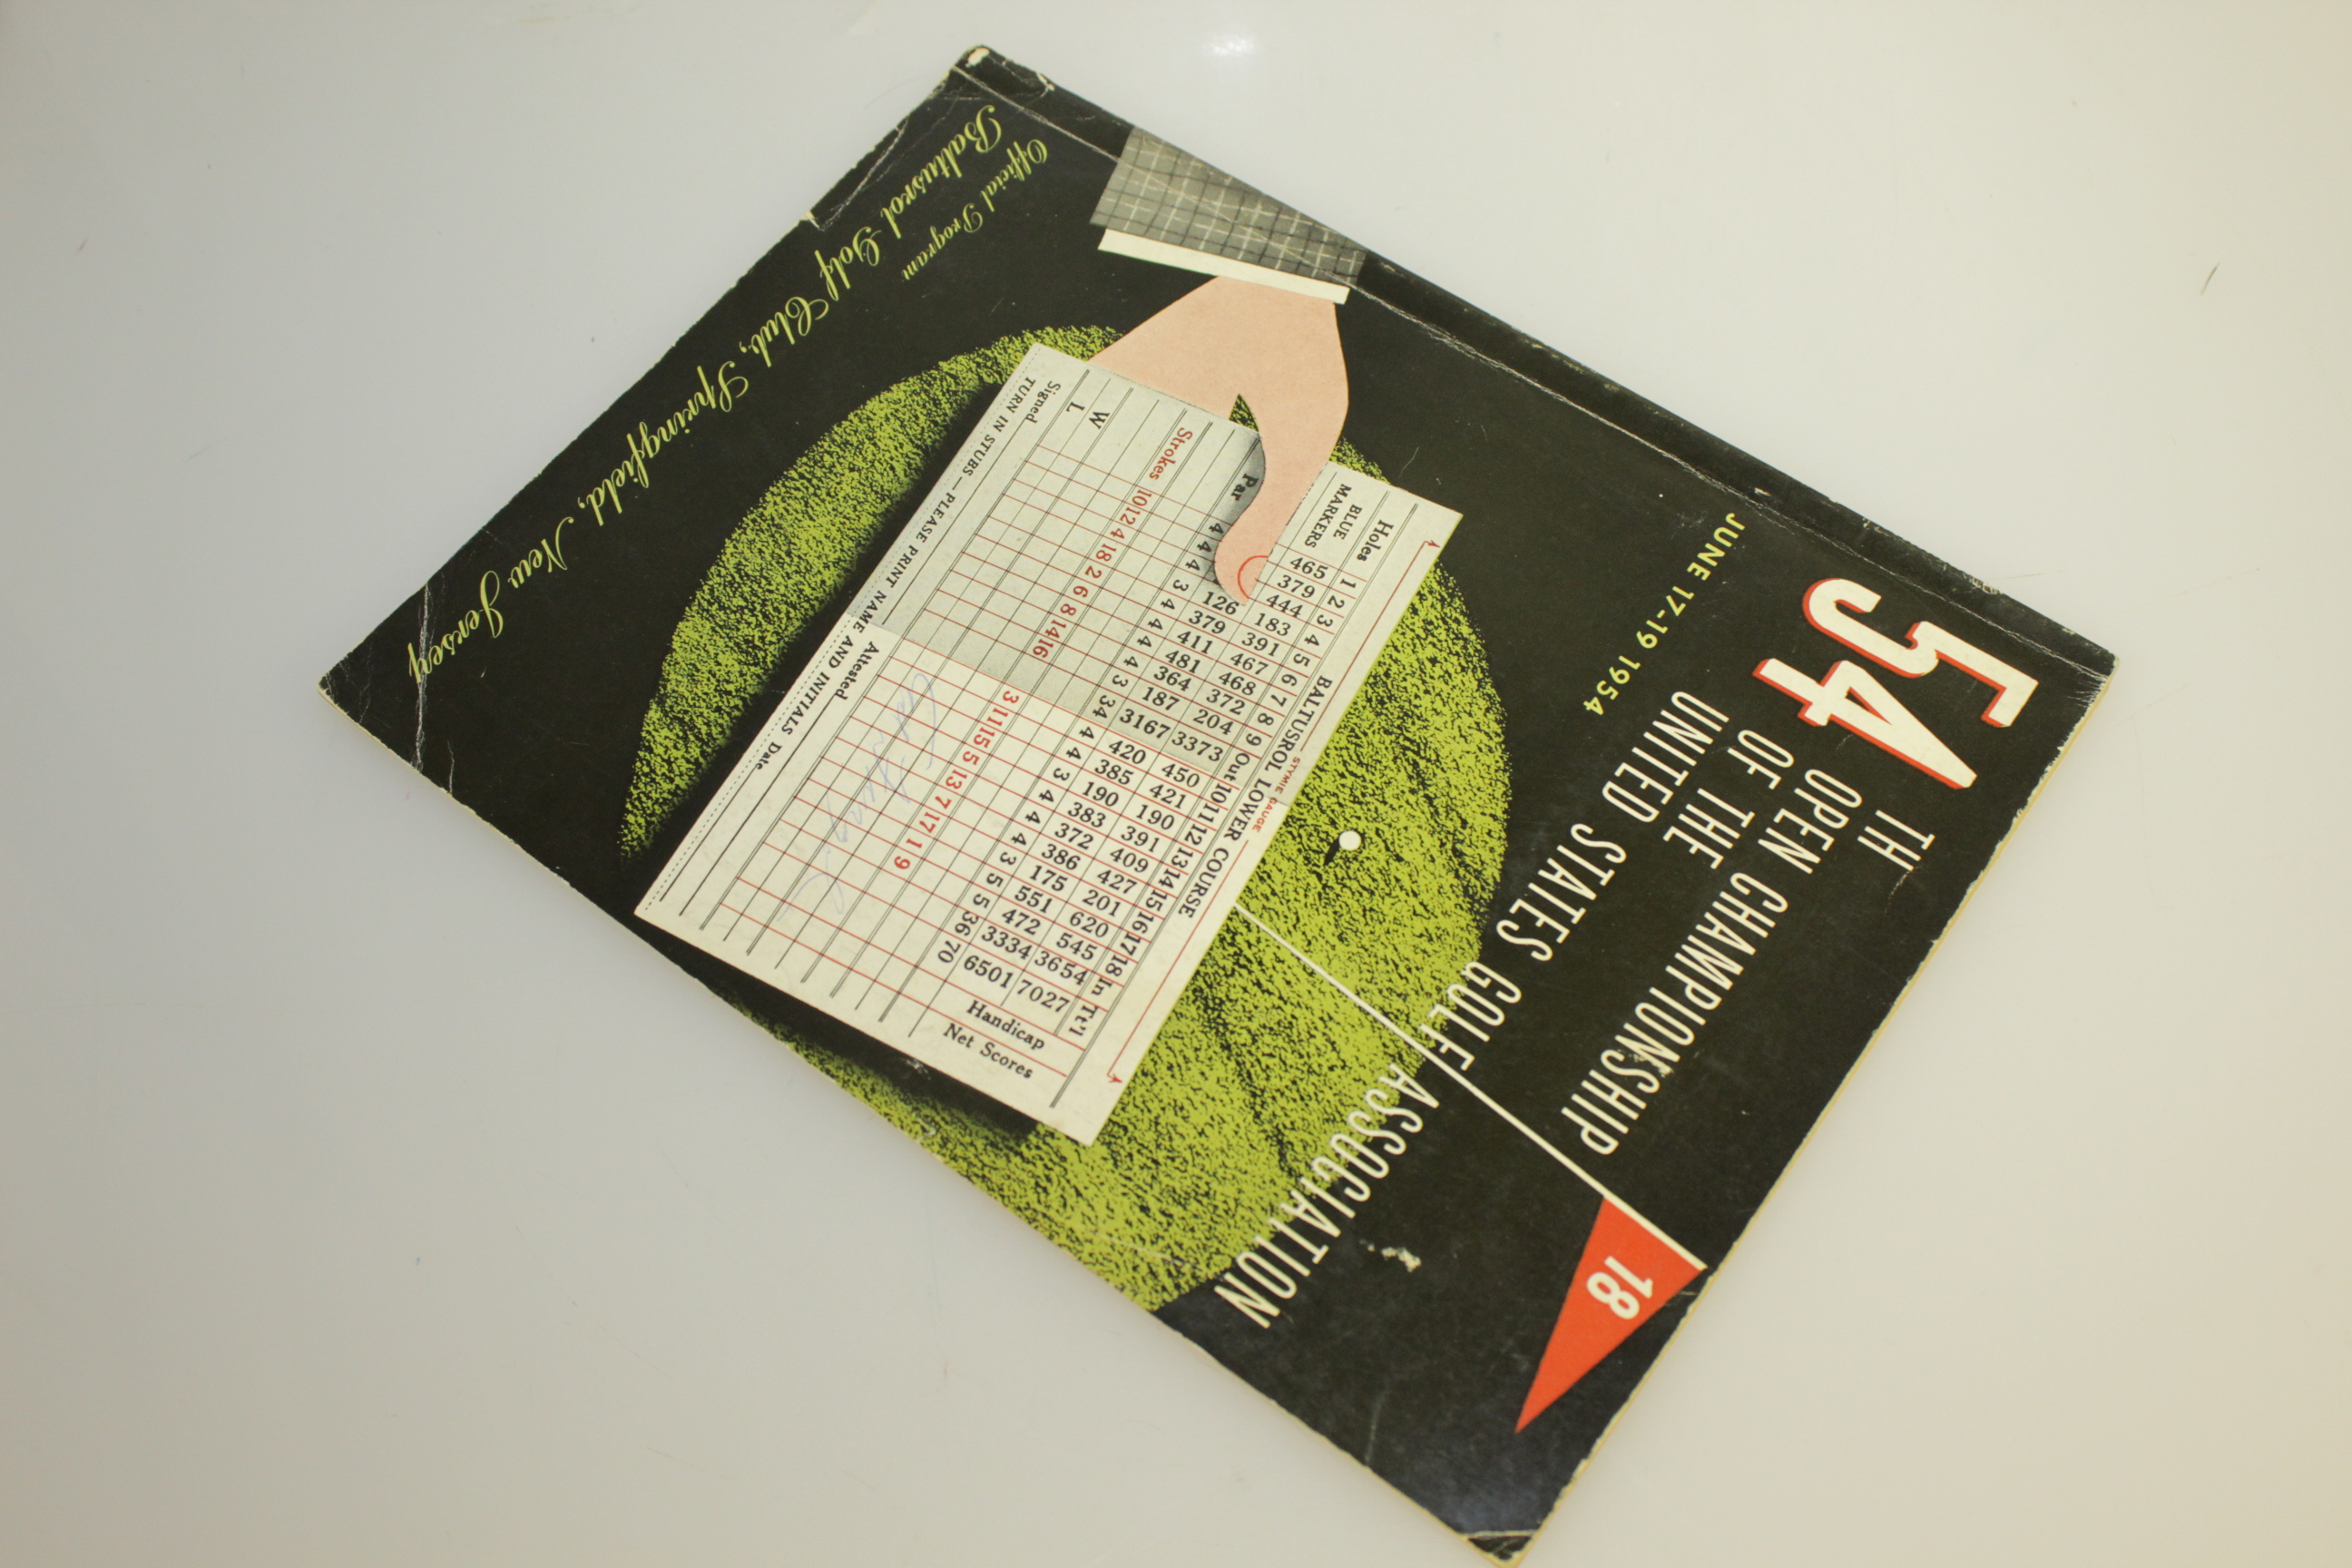 54 TH
OPEN CHAMPIONSHIP
OF THE
UNITED STATES GOLF ASSOCIATION
JUNE 17-19 1954
18
STYMIE GAUGE
BALTUSROL LOWER COURSE
Holes 1 2 3 4 5 6 7 8 9 Out 10 11 12 13 14 15 16 17 18 In Tt'l Handicap Net Scores
BLUE MARKERS 465 379 444 183 391 467 468 372 204 3373 450 421 190 391 409 427 201 620 545 3654 7027
126 379 411 481 364 187 3167 420 385 190 383 372 386 175 551 472 3334 6501
Par 4 4 4 3 4 4 4 4 3 34 4 4 3 4 4 4 3 5 5 36 70
Strokes 10 12 4 18 2 6 8 14 16 3 11 15 5 13 7 17 1 9
W
L
Signed Attested Date
TURN IN STUBS — PLEASE PRINT NAME AND INITIALS
Official Program
Baltusrol Golf Club, Springfield, New Jersey